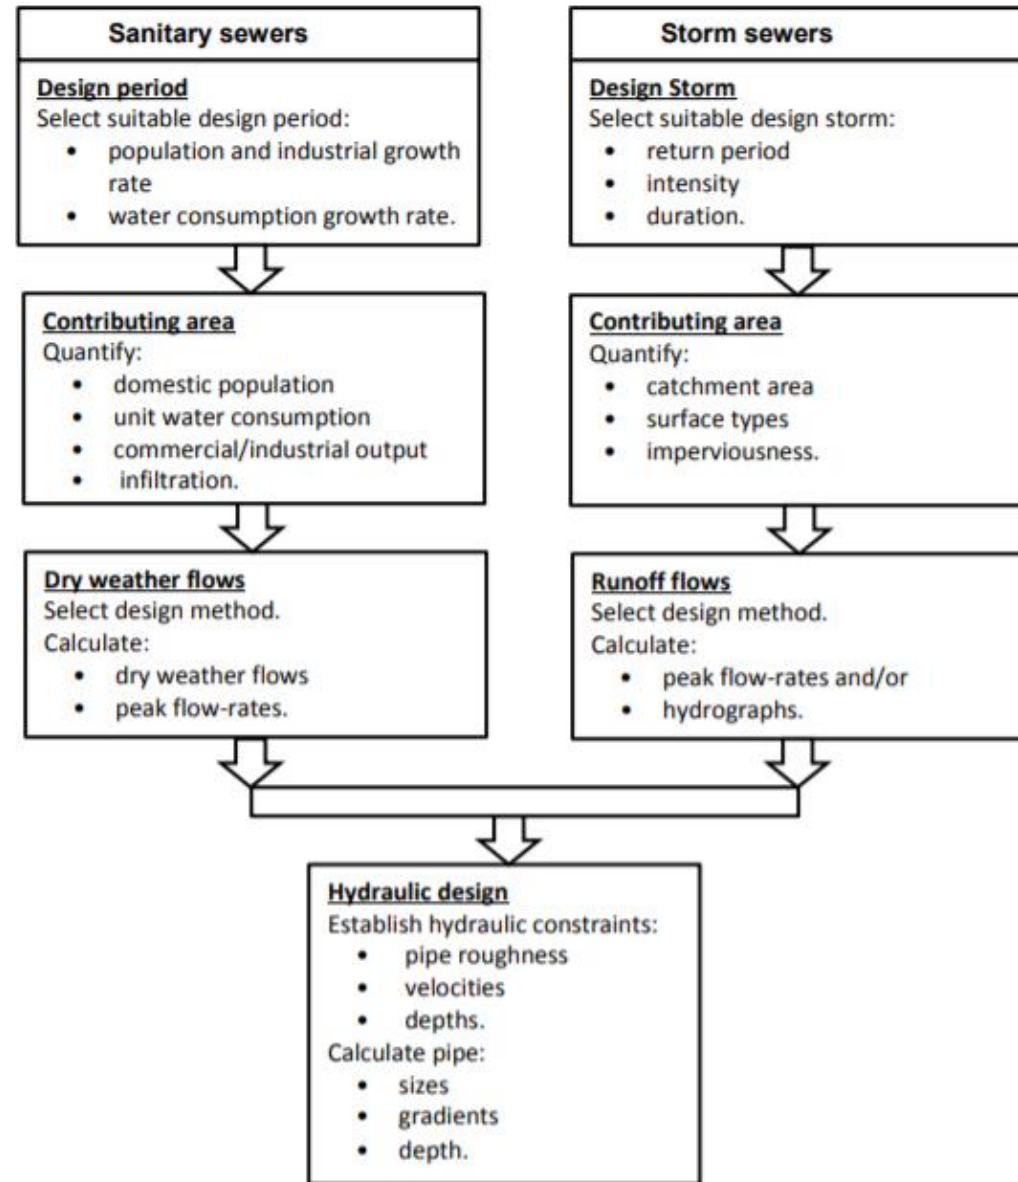 Sanitary sewers
Design period
Select suitable design period:
• population and industrial growth
rate
• water consumption growth rate.
Contributing area
Quantify:
• domestic population
• unit water consumption
• commercial/industrial output
• infiltration.
Dry weather flows
Select design method.
Calculate:
• dry weather flows
• peak flow-rates.
Storm sewers
Design Storm
Select suitable design storm:
• return period
• intensity
• duration.
Contributing area
Quantify:
• catchment area
• surface types
• imperviousness.
Runoff flows
Select design method.
Calculate:
• peak flow-rates and/or
• hydrographs.
Hydraulic design
Establish hydraulic constraints:
• pipe roughness
• velocities
• depths.
Calculate pipe:
• sizes
• gradients
• depth.